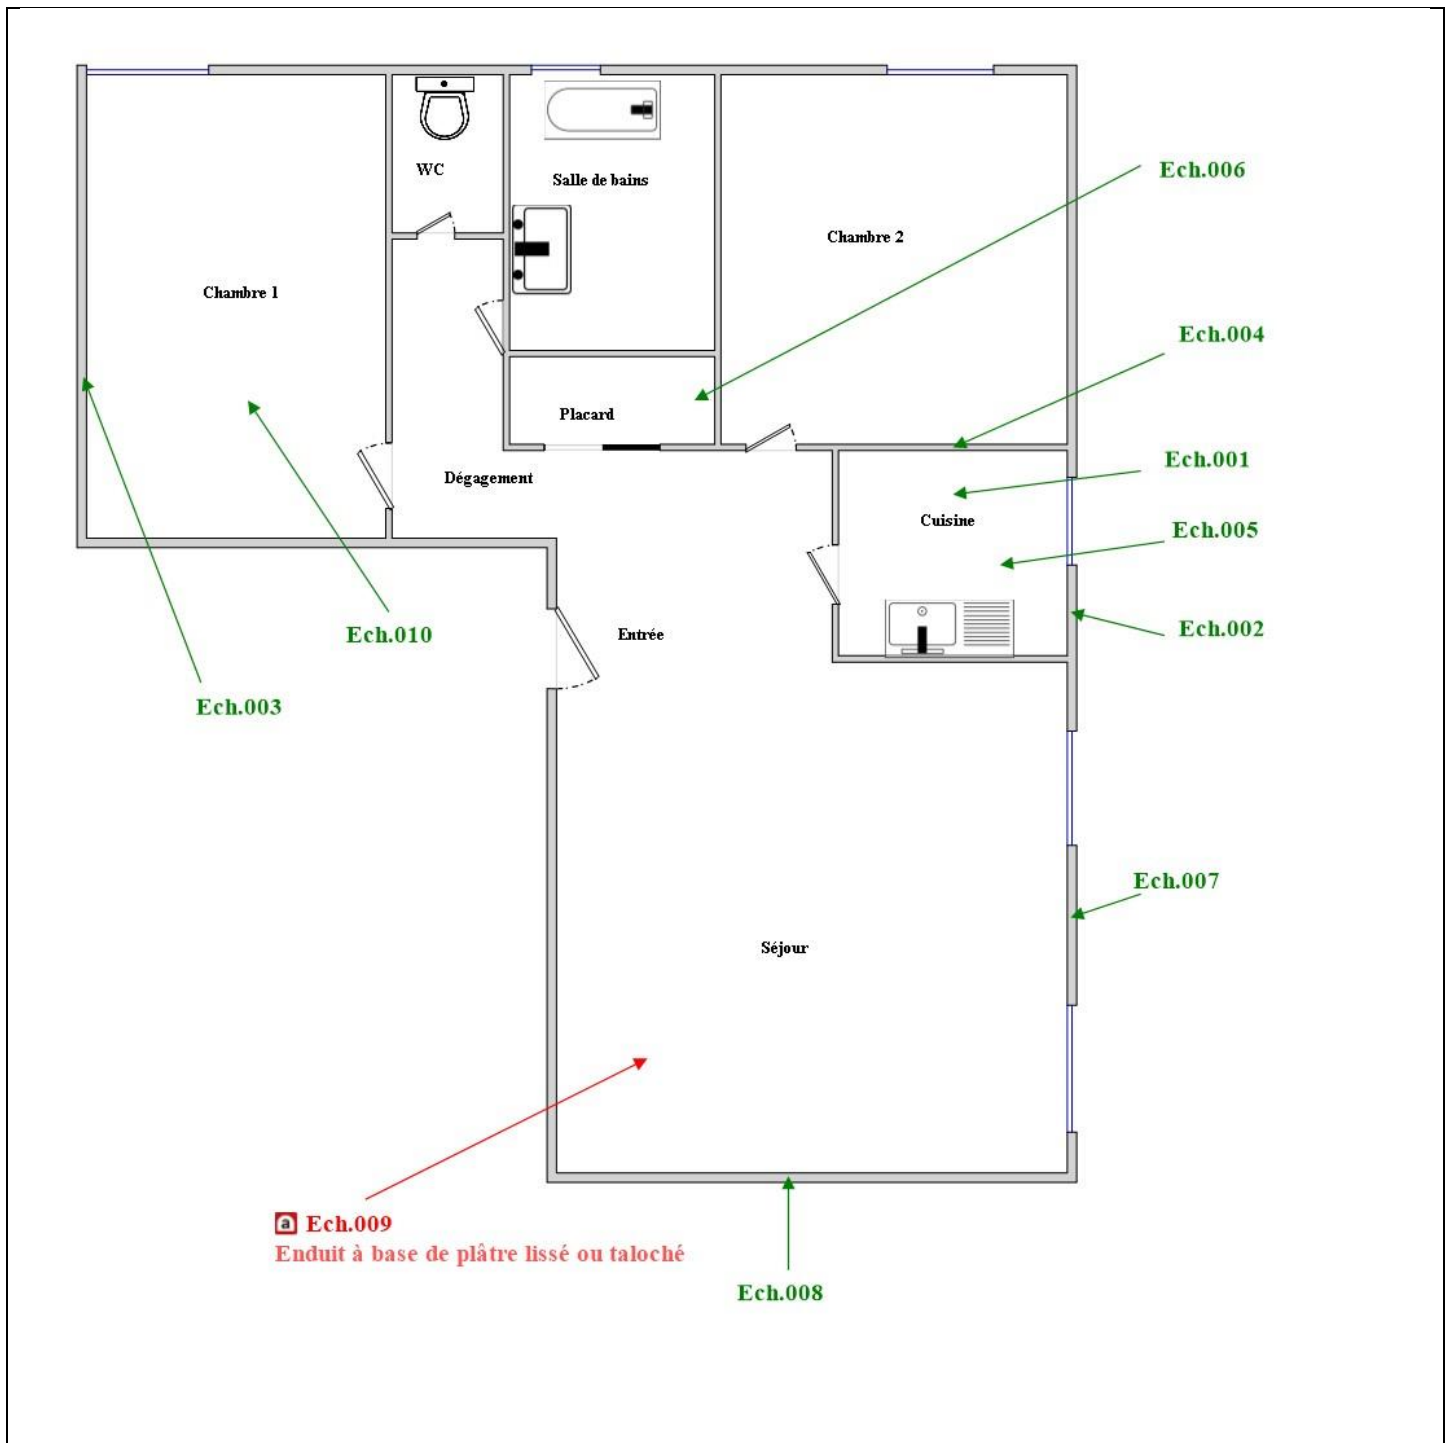 WC
Ech.006
Salle de bains
Chambre 2
Chambre 1
Ech.004
Placard
Ech.001
Dégagement
Cuisine
Ech.005
Ech.010
Entrée
Ech.002
Ech.003
Ech.007
Séjour
a Ech.009
Enduit à base de plâtre lissé ou taloché
Ech.008